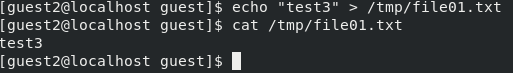 [guest2@localhost guest]$ echo "test3" > /tmp/file01.txt
[guest2@localhost guest]$ cat /tmp/file01.txt
test3
[guest2@localhost guest]$